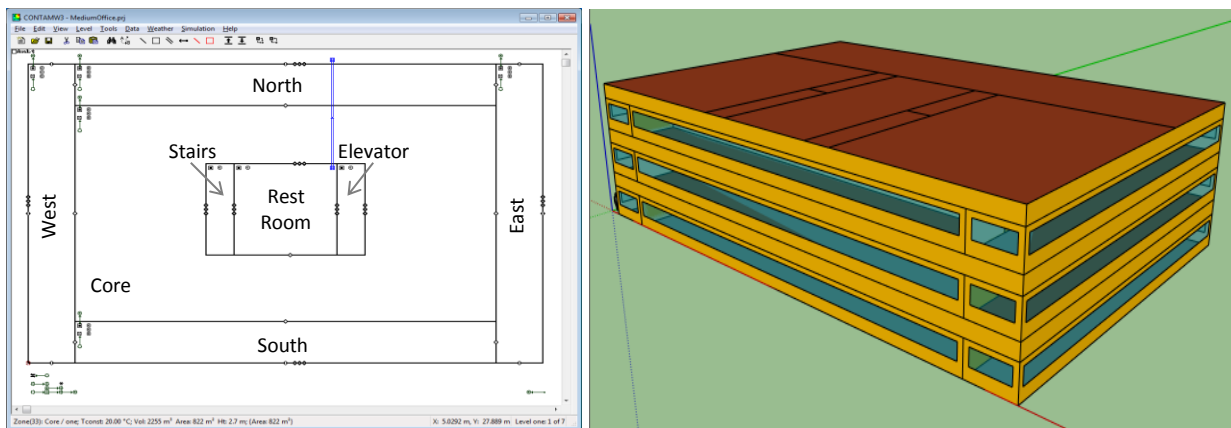 CONTAMW3 - MediumOffice.prj
File Edit View Level Tools Data Weather Simulation Help
North
Stairs
Elevator
Rest
Room
West
East
Core
South
Zone(33): Core / one; Tconst: 20.00 °C; Vol: 2255 m³ Area: 822 m² Ht: 2.7 m; (Area: 822 m²)
X: 5.0292 m, Y: 27.889 m Level one: 1 of 7